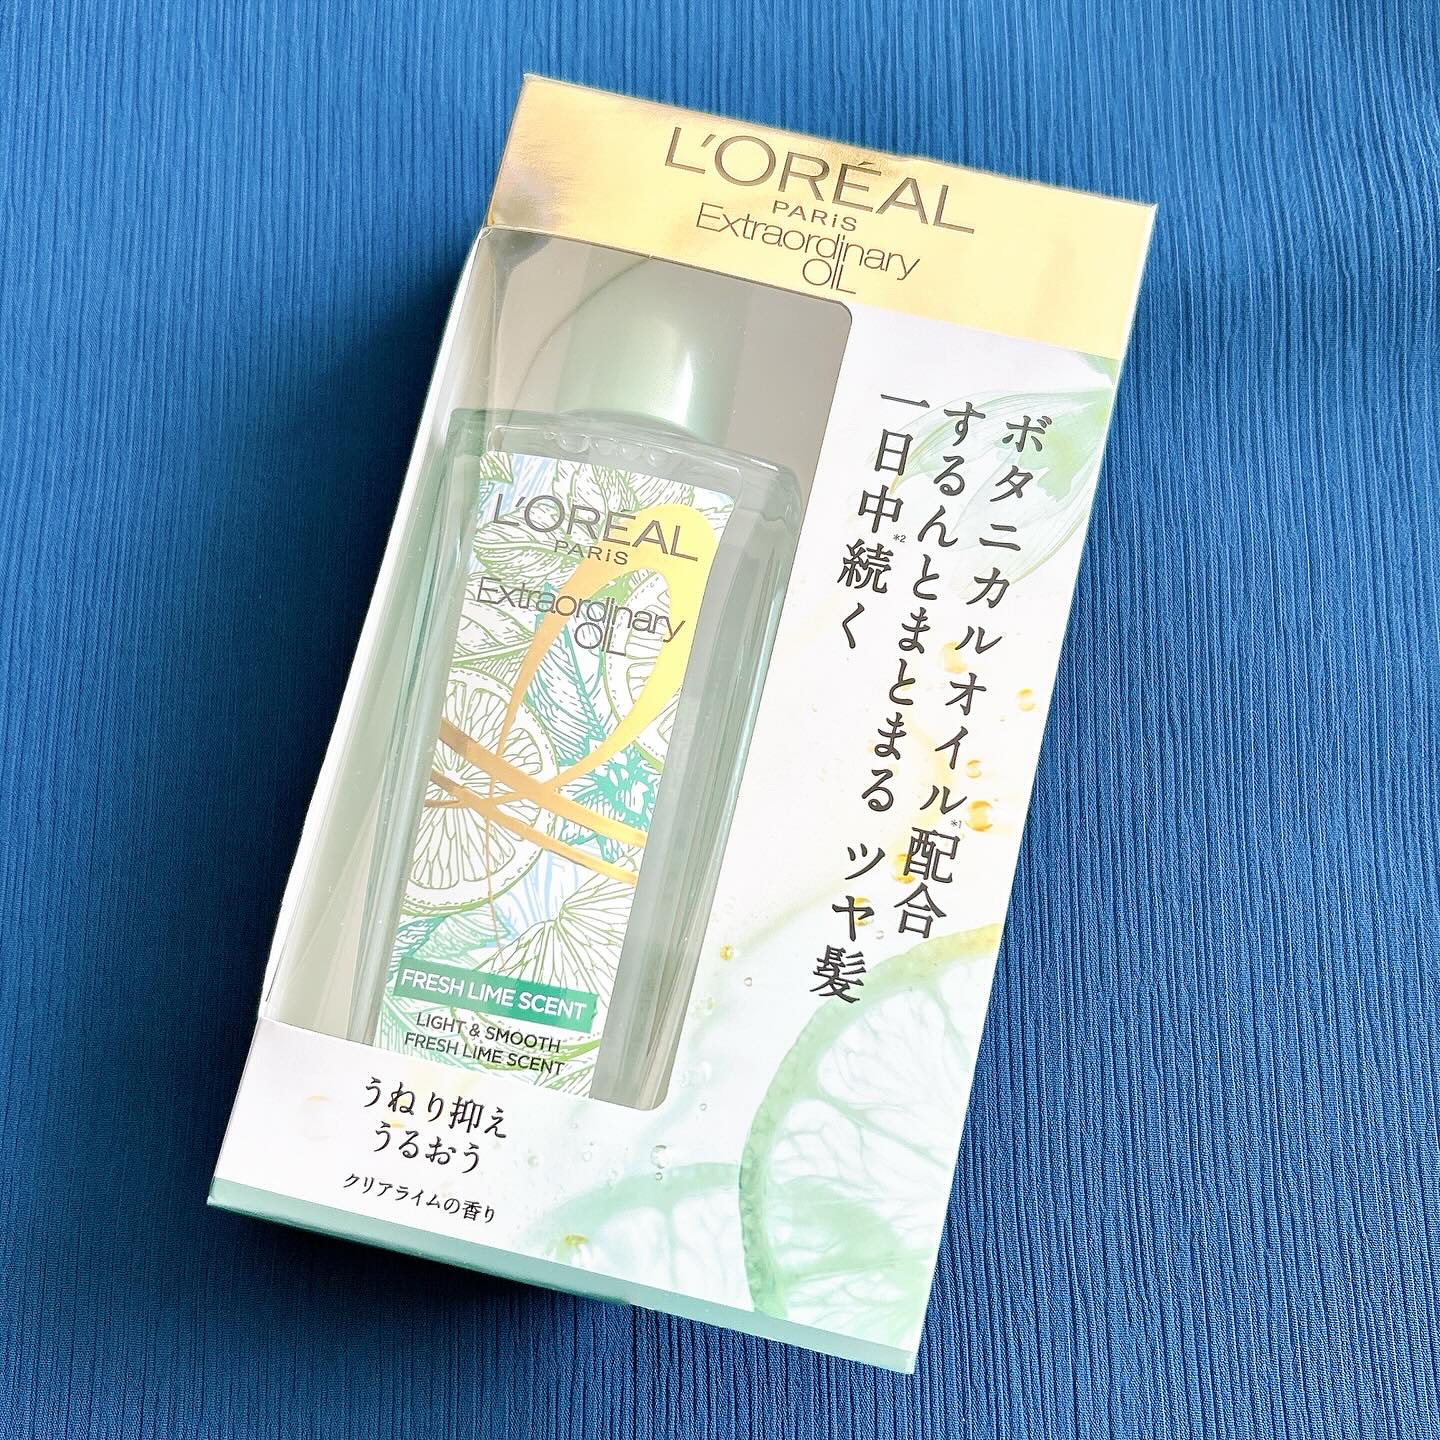 L'ORÉAL
PARiS
Extraordinary
OIL
ボタニカルオイル*1配合
するんとまとまるツヤ髪
一日中*2続く
L'ORÉAL
PARiS
Extraordinary
OIL
FRESH LIME SCENT
LIGHT & SMOOTH
FRESH LIME SCENT
うねり抑え
うるおう
クリアライムの香り